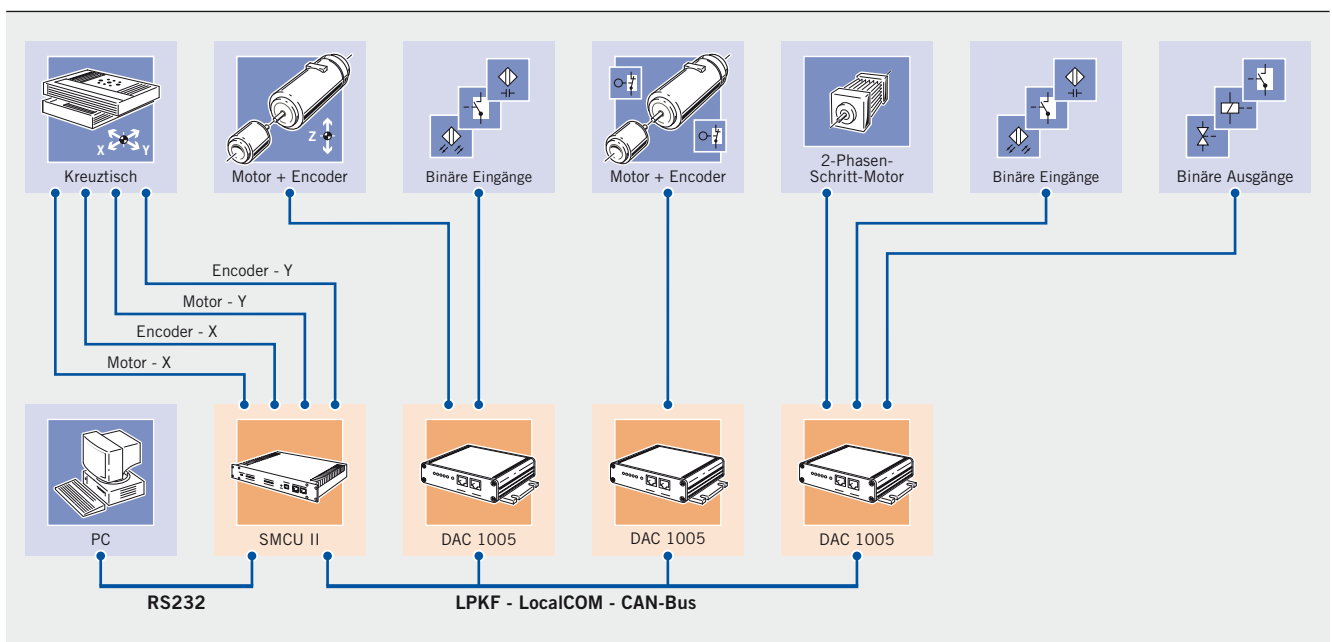 X Y
Kreuztisch
Z
Motor + Encoder
Binäre Eingänge
Motor + Encoder
2-Phasen-
Schritt-Motor
Binäre Eingänge
Binäre Ausgänge
Encoder - Y
Motor - Y
Encoder - X
Motor - X
PC
SMCU II
DAC 1005
DAC 1005
DAC 1005
RS232
LPKF - LocalCOM - CAN-Bus